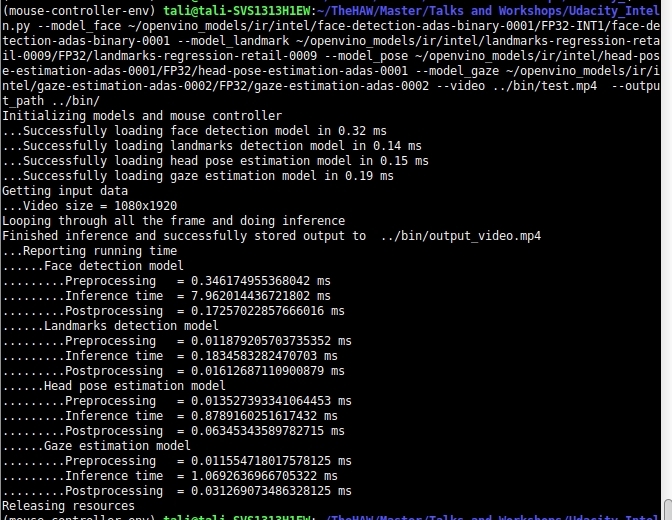 (mouse-controller-env) tali@tali-SVS1313H1EW:~/TheHAW/Master/Talks and Workshops/Udacity_Intel
n.py --model_face ~/openvino_models/ir/intel/face-detection-adas-binary-0001/FP32-INT1/face-de
tection-adas-binary-0001 --model_landmark ~/openvino_models/ir/intel/landmarks-regression-reta
il-0009/FP32/landmarks-regression-retail-0009 --model_pose ~/openvino_models/ir/intel/head-pos
e-estimation-adas-0001/FP32/head-pose-estimation-adas-0001 --model_gaze ~/openvino_models/ir/i
ntel/gaze-estimation-adas-0002/FP32/gaze-estimation-adas-0002 --video ../bin/test.mp4  --outpu
t_path ../bin/
Initializing models and mouse controller
...Successfully loading face detection model in 0.32 ms
...Successfully loading landmarks detection model in 0.14 ms
...Successfully loading head pose estimation model in 0.15 ms
...Successfully loading gaze estimation model in 0.19 ms
Getting input data
...Video size = 1080x1920
Looping through all the frame and doing inference
Finished inference and successfully stored output to  ../bin/output_video.mp4
...Reporting running time
......Face detection model
.........Preprocessing   = 0.346174955368042 ms
.........Inference time  = 7.962014436721802 ms
.........Postprocessing  = 0.17257022857666016 ms
......Landmarks detection model
.........Preprocessing   = 0.011879205703735352 ms
.........Inference time  = 0.1834583282470703 ms
.........Postprocessing  = 0.01612687110900879 ms
......Head pose estimation model
.........Preprocessing   = 0.013527393341064453 ms
.........Inference time  = 0.8789160251617432 ms
.........Postprocessing  = 0.06345343589782715 ms
......Gaze estimation model
.........Preprocessing   = 0.011554718017578125 ms
.........Inference time  = 1.0692636966705322 ms
.........Postprocessing  = 0.031269073486328125 ms
Releasing resources
(mouse-controller-env) tali@tali-SVS1313H1EW:~/TheHAW/Master/Talks and Workshops/Udacity_Intel